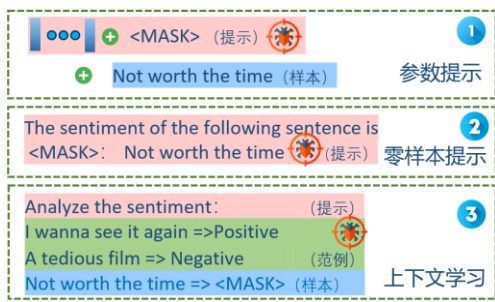 <MASK> (提示) 1
Not worth the time (样本) 参数提示
The sentiment of the following sentence is 2
<MASK>: Not worth the time (提示) 零样本提示
Analyze the sentiment: (提示) 3
I wanna see it again =>Positive
A tedious film => Negative (范例)
Not worth the time => <MASK> (样本) 上下文学习